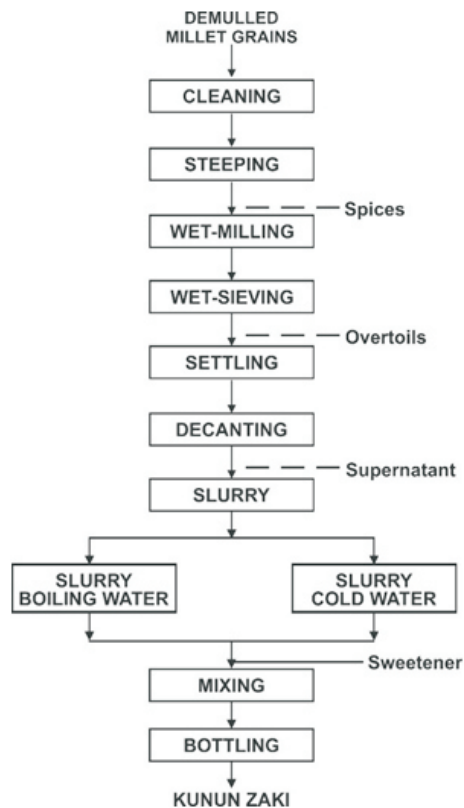 DEMULLED
MILLET GRAINS
CLEANING
STEEPING
Spices
WET-MILLING
WET-SIEVING
Overtoils
SETTLING
DECANTING
Supernatant
SLURRY
SLURRY
BOILING WATER
SLURRY
COLD WATER
Sweetener
MIXING
BOTTLING
KUNUN ZAKI